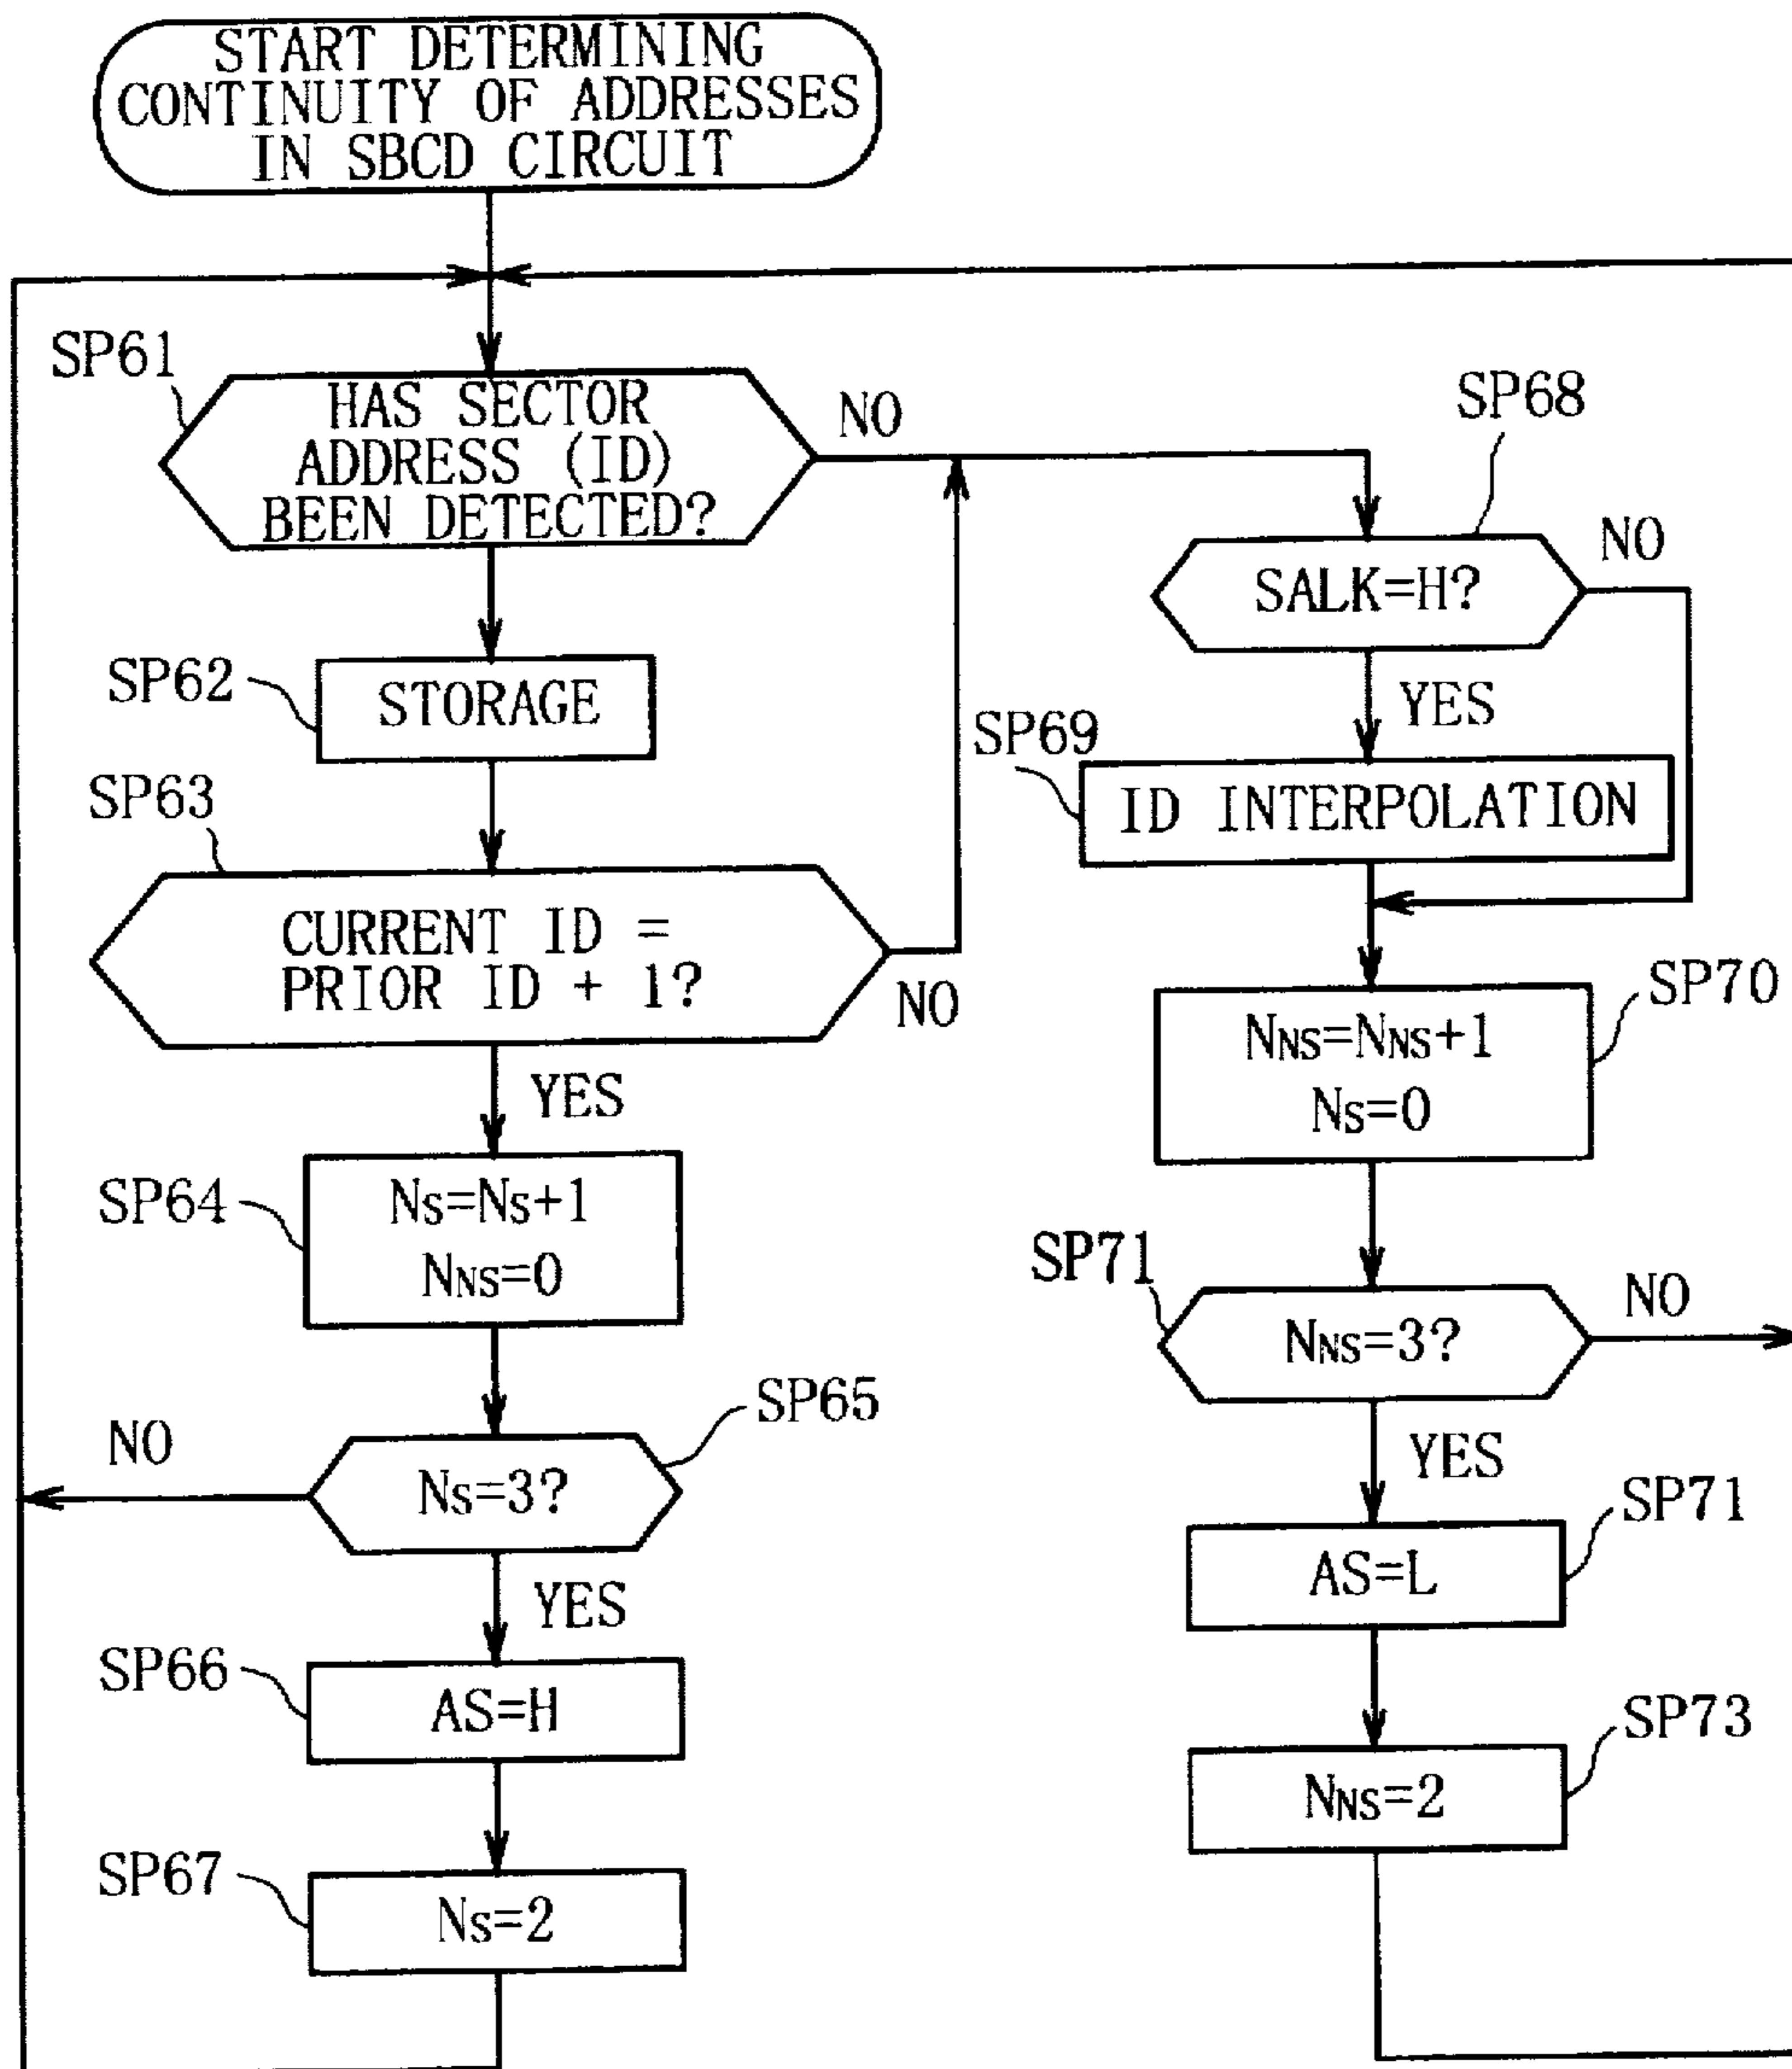 START DETERMINING
CONTINUITY OF ADDRESSES
IN SBCD CIRCUIT
SP61
HAS SECTOR
ADDRESS (ID)
BEEN DETECTED?
NO
SP62
STORAGE
SP63
CURRENT ID =
PRIOR ID + 1?
NO
YES
SP64
NS=NS+1
NNS=0
SP65
NS=3?
NO
YES
SP66
AS=H
SP67
NS=2
SP68
SALK=H?
NO
YES
SP69
ID INTERPOLATION
SP70
NNS=NNS+1
NS=0
SP71
NNS=3?
NO
YES
SP71
AS=L
SP73
NNS=2